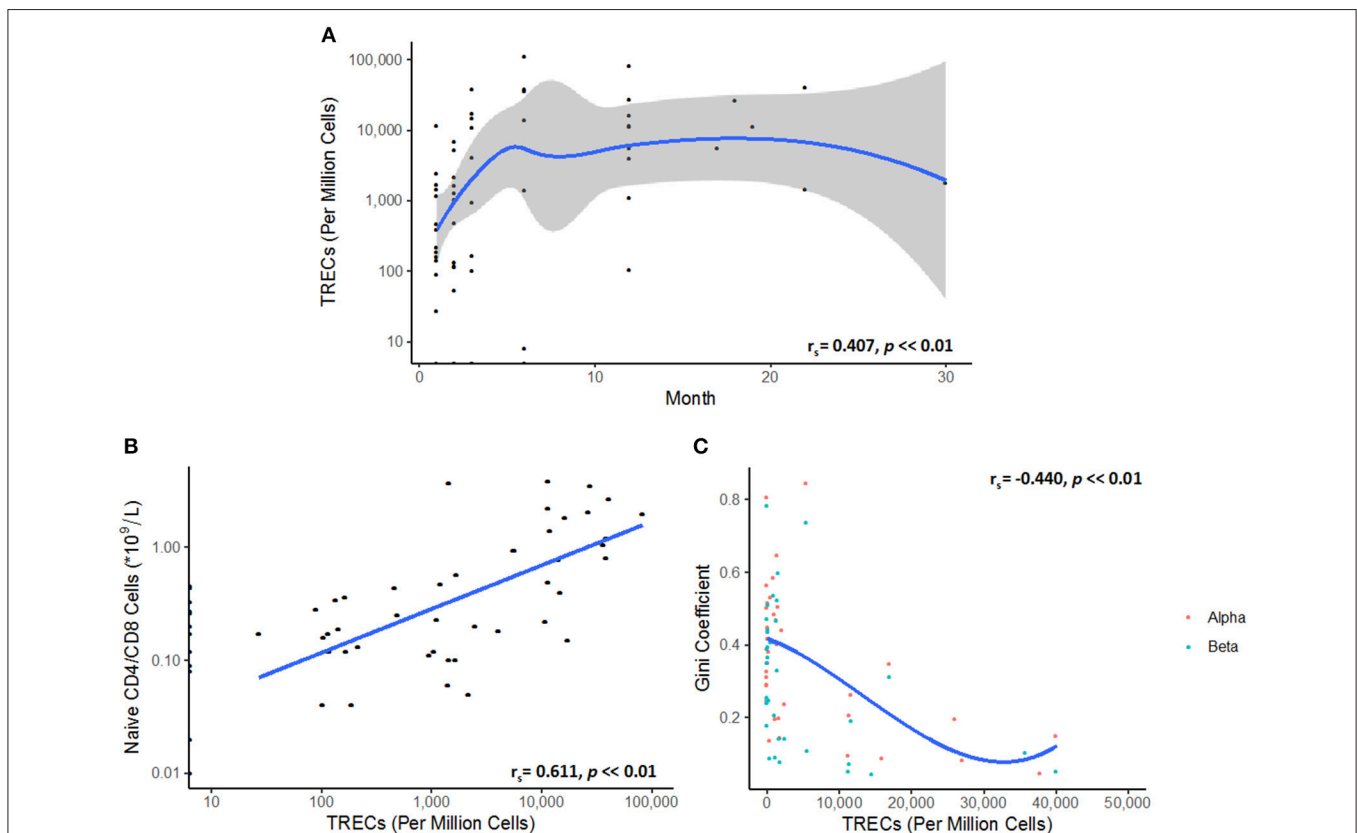 A
TRECs (Per Million Cells)
100,000
10,000
1,000
100
10
0
10
20
30
Month
rs= 0.407, p << 0.01
B
Naive CD4/CD8 Cells (*10^9/L)
1.00
0.10
0.01
10
100
1,000
10,000
100,000
TRECs (Per Million Cells)
rs= 0.611, p << 0.01
C
rs= -0.440, p << 0.01
Gini Coefficient
0.8
0.6
0.4
0.2
0
10,000
20,000
30,000
40,000
50,000
TRECs (Per Million Cells)
Alpha
Beta